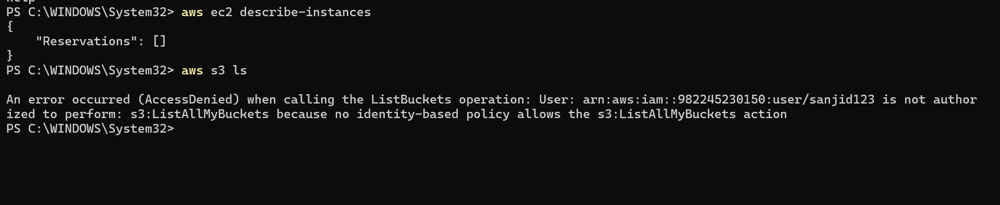 help
PS C:\WINDOWS\System32> aws ec2 describe-instances
{
    "Reservations": []
}
PS C:\WINDOWS\System32> aws s3 ls

An error occurred (AccessDenied) when calling the ListBuckets operation: User: arn:aws:iam::982245230150:user/sanjid123 is not author
ized to perform: s3:ListAllMyBuckets because no identity-based policy allows the s3:ListAllMyBuckets action
PS C:\WINDOWS\System32>